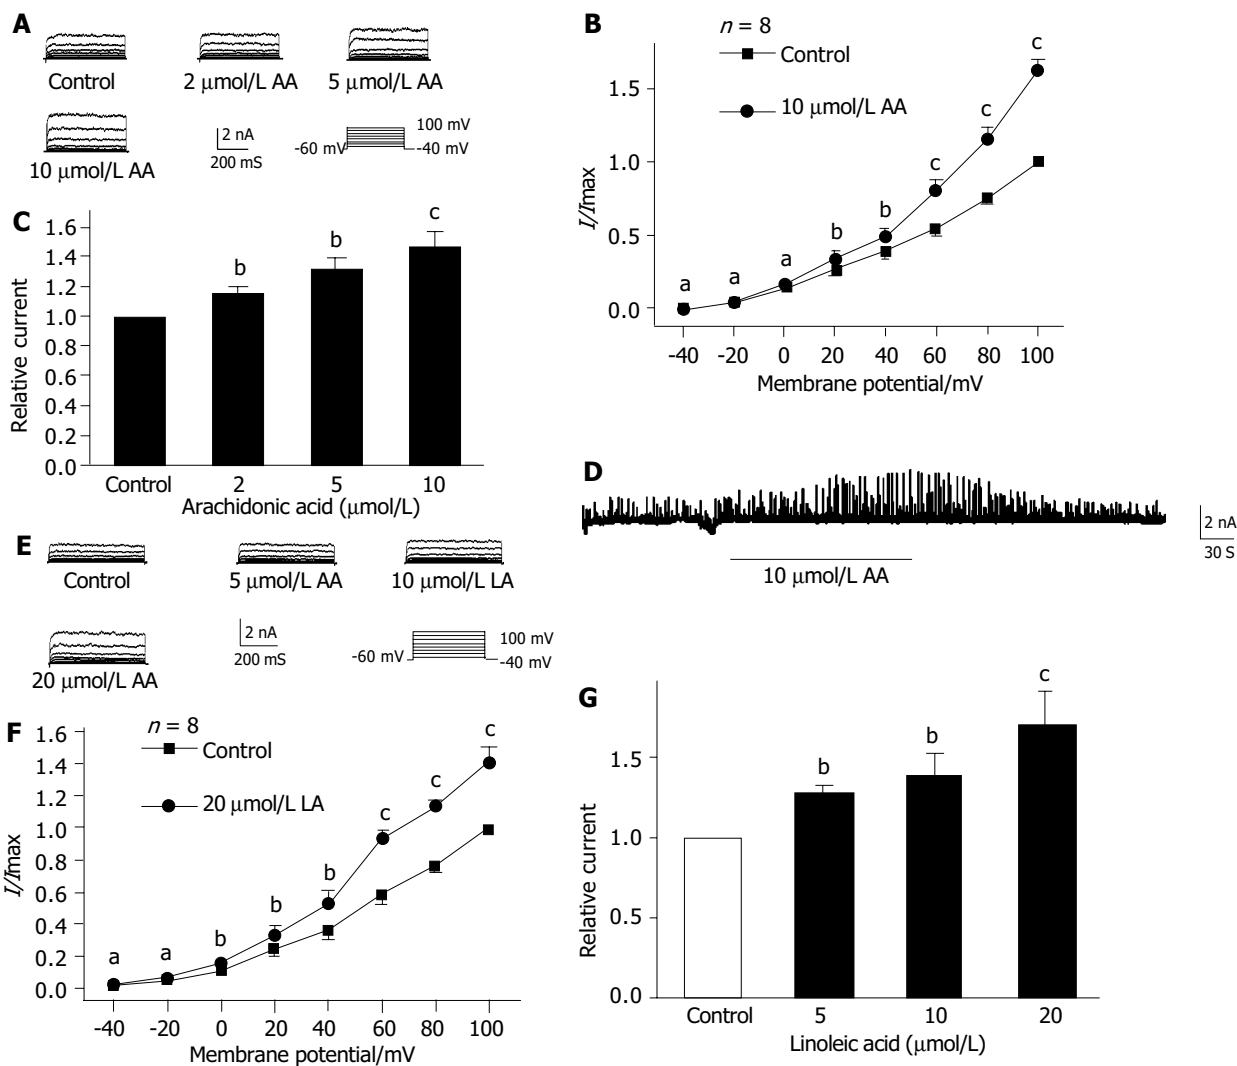 A
Control
2 μmol/L AA
5 μmol/L AA
10 μmol/L AA
2 nA
200 mS
-60 mV
100 mV
-40 mV
B
n = 8
Control
10 μmol/L AA
I/Imax
1.5
1.0
0.5
0.0
a
a
a
b
b
c
c
c
-40 -20 0 20 40 60 80 100
Membrane potential/mV
C
Relative current
1.6
1.4
1.2
1.0
0.8
0.6
0.4
0.2
0.0
b
b
c
Control 2 5 10
Arachidonic acid (μmol/L)
D
10 μmol/L AA
2 nA
30 S
E
Control
5 μmol/L AA
10 μmol/L LA
20 μmol/L AA
2 nA
200 mS
-60 mV
100 mV
-40 mV
F
n = 8
Control
20 μmol/L LA
I/Imax
1.6
1.4
1.2
1.0
0.8
0.6
0.4
0.2
0.0
a
a
b
b
b
c
c
c
-40 -20 0 20 40 60 80 100
Membrane potential/mV
G
Relative current
1.5
1.0
0.5
0.0
b
b
c
Control 5 10 20
Linoleic acid (μmol/L)